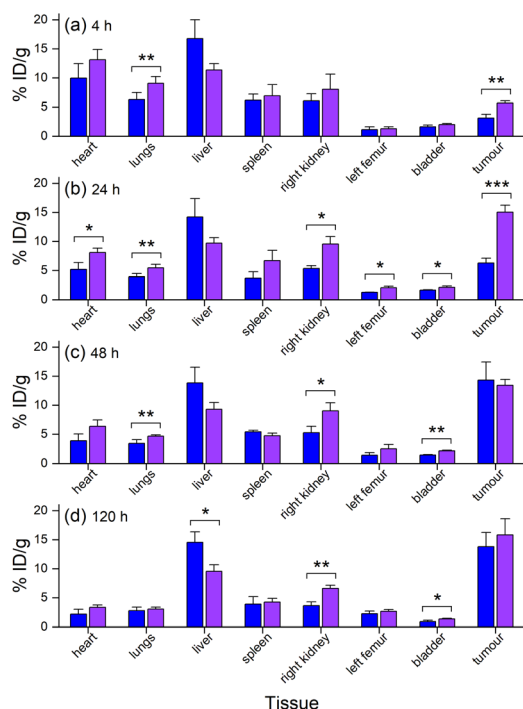 (a) 4 h
% ID/g
20
15
10
5
0
**
**
heart
lungs
liver
spleen
right kidney
left femur
bladder
tumour
(b) 24 h
% ID/g
20
15
10
5
0
*
**
*
*
*
***
heart
lungs
liver
spleen
right kidney
left femur
bladder
tumour
(c) 48 h
% ID/g
20
15
10
5
0
**
*
**
heart
lungs
liver
spleen
right kidney
left femur
bladder
tumour
(d) 120 h
% ID/g
20
15
10
5
0
*
**
*
heart
lungs
liver
spleen
right kidney
left femur
bladder
tumour
Tissue